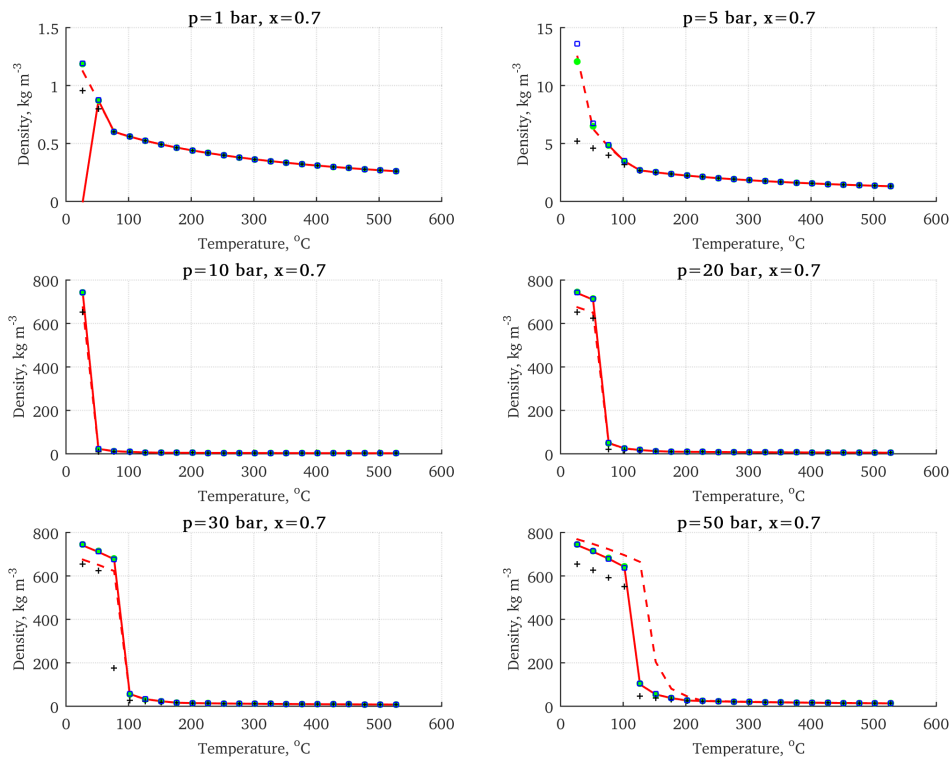 p=1 bar, x=0.7
Density, kg m⁻³
1.5
1
0.5
0
0 100 200 300 400 500 600
Temperature, °C
p=5 bar, x=0.7
Density, kg m⁻³
15
10
5
0
0 100 200 300 400 500 600
Temperature, °C
p=10 bar, x=0.7
Density, kg m⁻³
800
600
400
200
0
0 100 200 300 400 500 600
Temperature, °C
p=20 bar, x=0.7
Density, kg m⁻³
800
600
400
200
0
0 100 200 300 400 500 600
Temperature, °C
p=30 bar, x=0.7
Density, kg m⁻³
800
600
400
200
0
0 100 200 300 400 500 600
Temperature, °C
p=50 bar, x=0.7
Density, kg m⁻³
800
600
400
200
0
0 100 200 300 400 500 600
Temperature, °C